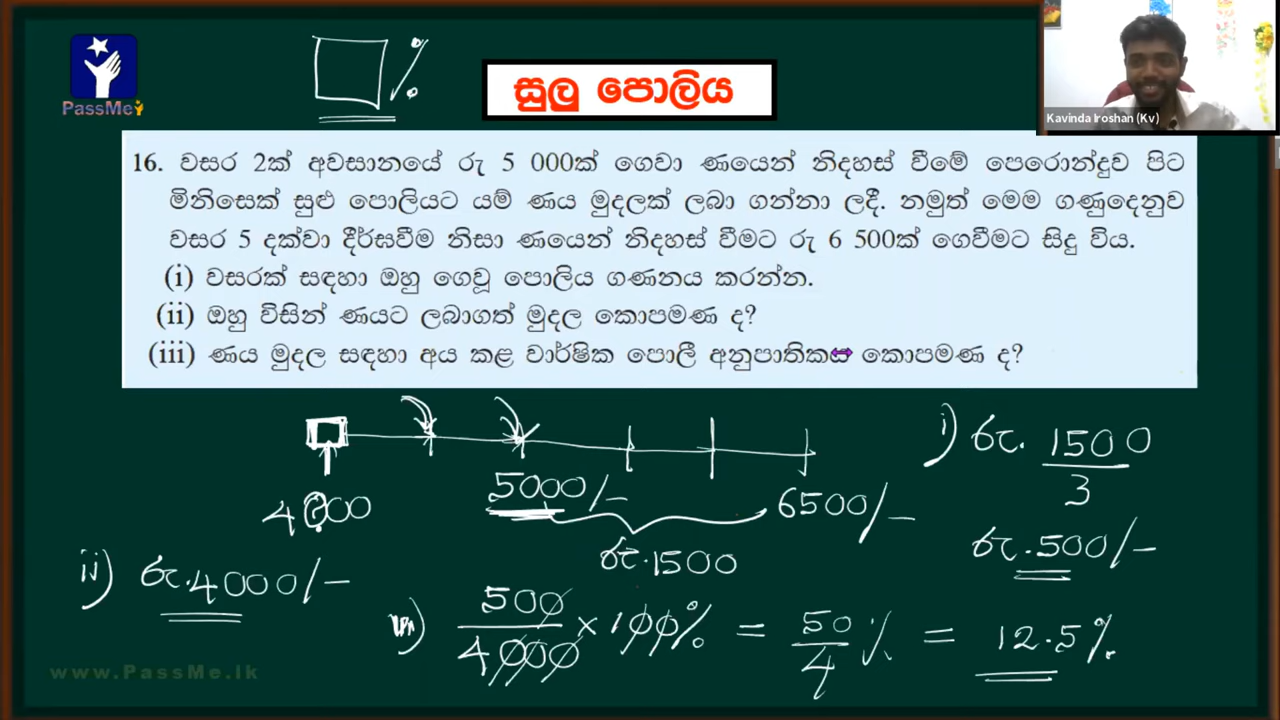 PassMe
□ %
සුලු පොලිය
Kavinda Iroshan (Kv)
16. වසර 2ක් අවසානයේ රු 5 000ක් ගෙවා ණයෙන් නිදහස් වීමේ පෙරොන්දුව පිට
මිනිසෙක් සුළු පොලියට යම් ණය මුදලක් ලබා ගන්නා ලදී. නමුත් මෙම ගණුදෙනුව
වසර 5 දක්වා දීර්ඝවීම නිසා ණයෙන් නිදහස් වීමට රු 6 500ක් ගෙවීමට සිදු විය.
(i) වසරක් සඳහා ඔහු ගෙවූ පොලිය ගණනය කරන්න.
(ii) ඔහු විසින් ණයට ලබාගත් මුදල කොපමණ ද?
(iii) ණය මුදල සඳහා අය කළ වාර්ෂික පොලී අනුපාතිකය කොපමණ ද?
4000
5000/-
6500/-
රු.1500
i) රු. 1500
3
රු.500/-
ii) රු.4000/-
iii) 500/4000 × 100% = 50/4 % = 12.5%
www.PassMe.lk